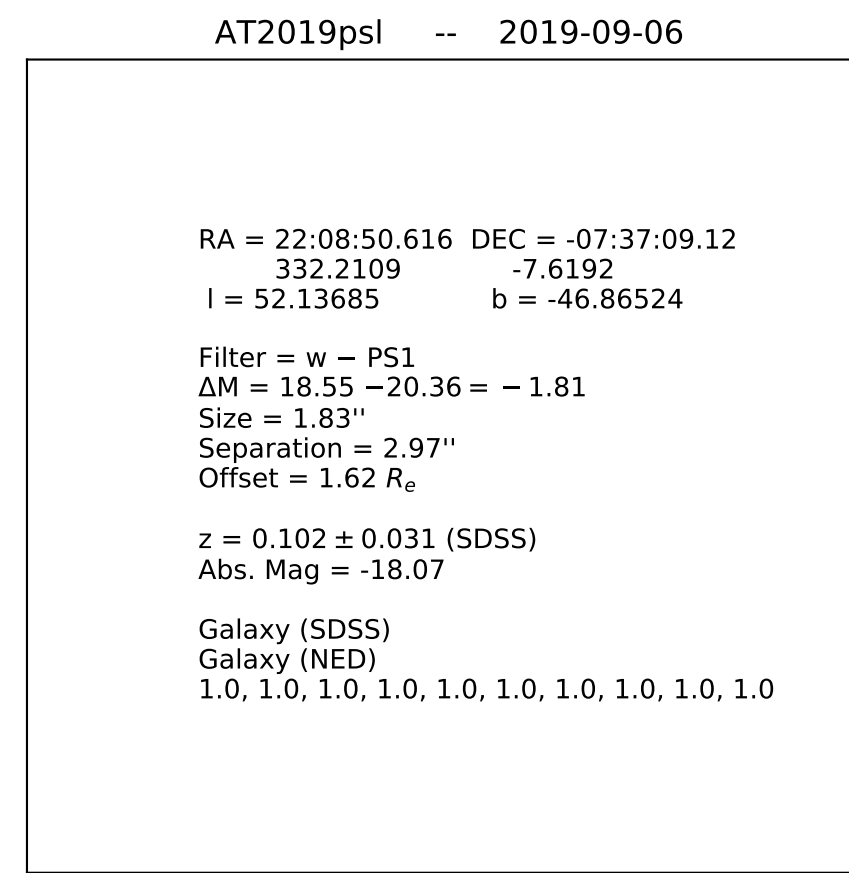 AT2019psl -- 2019-09-06
RA = 22:08:50.616 DEC = -07:37:09.12
332.2109 -7.6192
l = 52.13685 b = -46.86524
Filter = w − PS1
ΔM = 18.55 −20.36 = − 1.81
Size = 1.83''
Separation = 2.97''
Offset = 1.62 Rₑ
z = 0.102 ± 0.031 (SDSS)
Abs. Mag = -18.07
Galaxy (SDSS)
Galaxy (NED)
1.0, 1.0, 1.0, 1.0, 1.0, 1.0, 1.0, 1.0, 1.0, 1.0